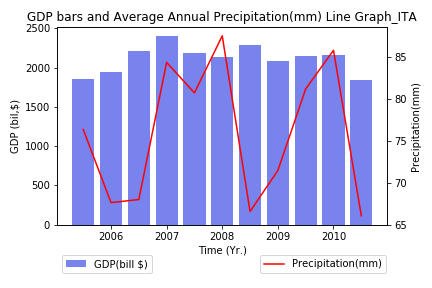 GDP bars and Average Annual Precipitation(mm) Line Graph_ITA
2500
2000
1500
1000
500
0
GDP (bil,$)
85
80
75
70
65
Precipitation(mm)
2006 2007 2008 2009 2010
Time (Yr.)
GDP(bill $)
Precipitation(mm)